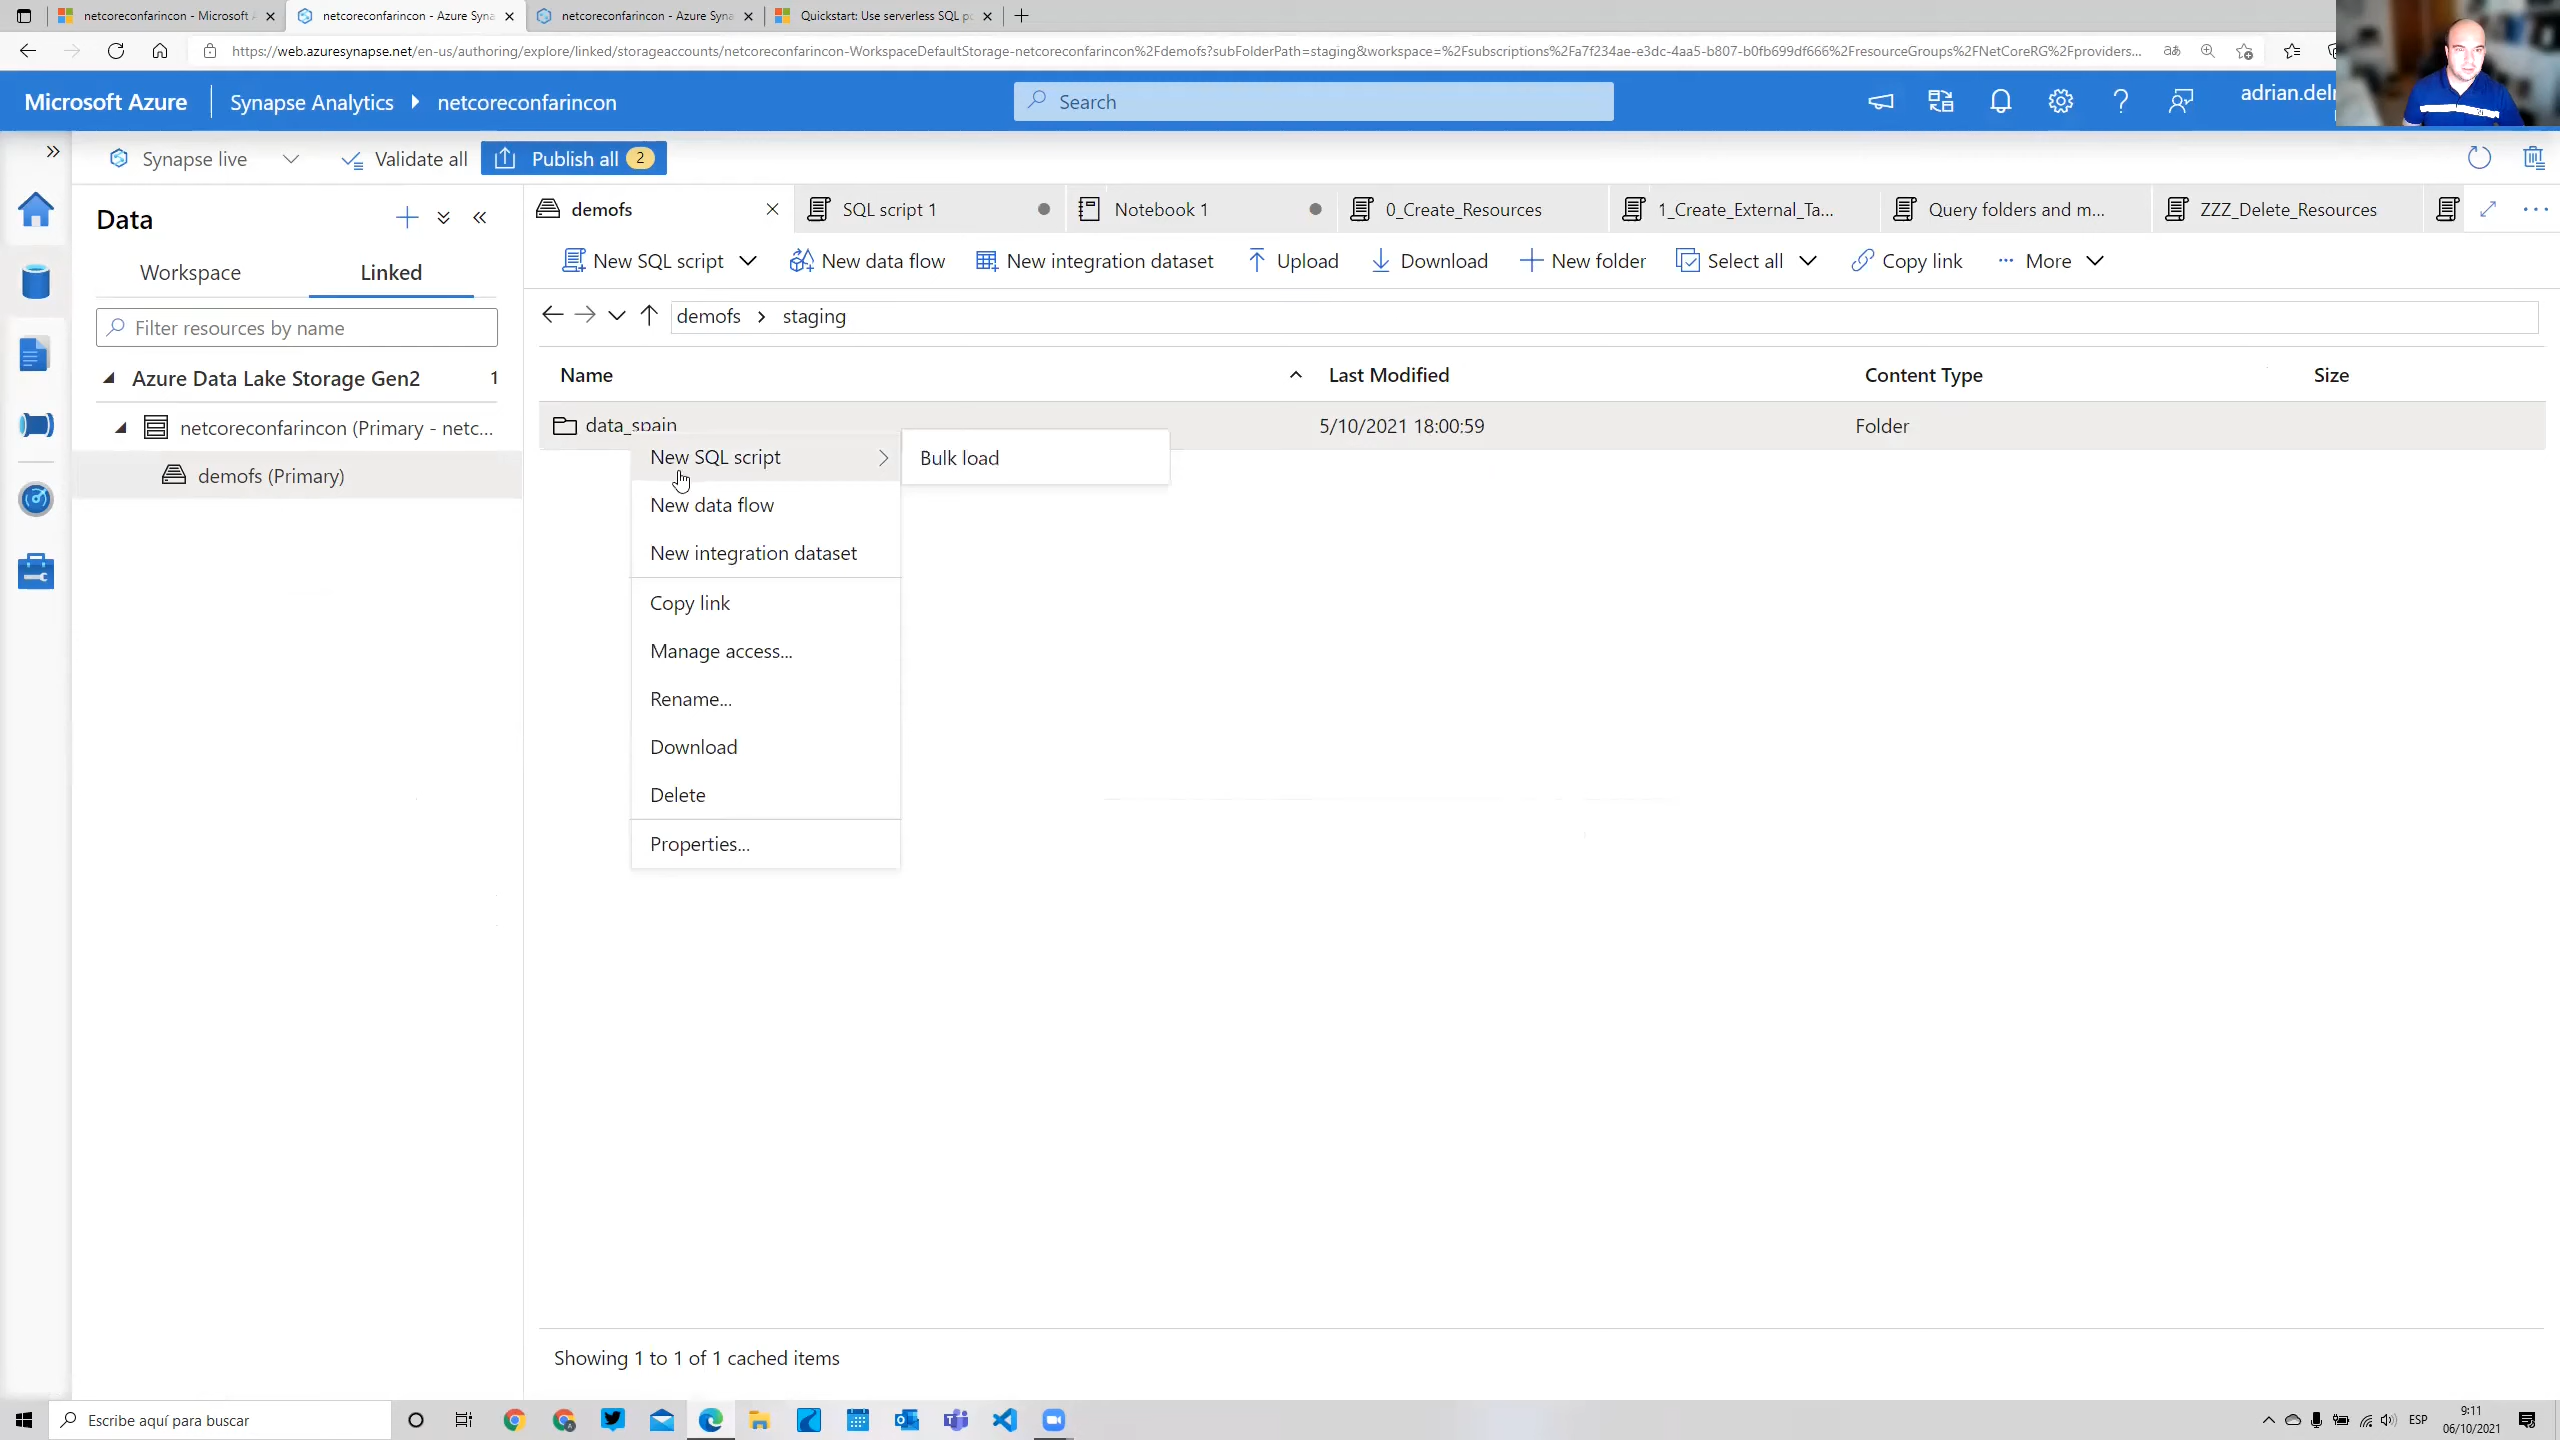 netcoreconfarincon - Microsoft A
netcoreconfarincon - Azure Syna
netcoreconfarincon - Azure Syna
Quickstart: Use serverless SQL po
https://web.azuresynapse.net/en-us/authoring/explore/linked/storageaccounts/netcoreconfarincon-WorkspaceDefaultStorage-netcoreconfarincon%2Fdemofs?subFolderPath=staging&workspace=%2Fsubscriptions%2Fa7f234ae-e3dc-4aa5-b807-b0fb699df666%2FresourceGroups%2FNetCoreRG%2Fproviders...
Microsoft Azure
Synapse Analytics
netcoreconfarincon
Search
adrian.delr
Synapse live
Validate all
Publish all 2
Data
Workspace
Linked
Filter resources by name
Azure Data Lake Storage Gen2 1
netcoreconfarincon (Primary - netc...
demofs (Primary)
demofs
SQL script 1
Notebook 1
0_Create_Resources
1_Create_External_Ta...
Query folders and m...
ZZZ_Delete_Resources
New SQL script
New data flow
New integration dataset
Upload
Download
New folder
Select all
Copy link
More
demofs
staging
Name
Last Modified
Content Type
Size
data_spain
5/10/2021 18:00:59
Folder
New SQL script
Bulk load
New data flow
New integration dataset
Copy link
Manage access...
Rename...
Download
Delete
Properties...
Showing 1 to 1 of 1 cached items
Escribe aquí para buscar
ESP
9:11
06/10/2021